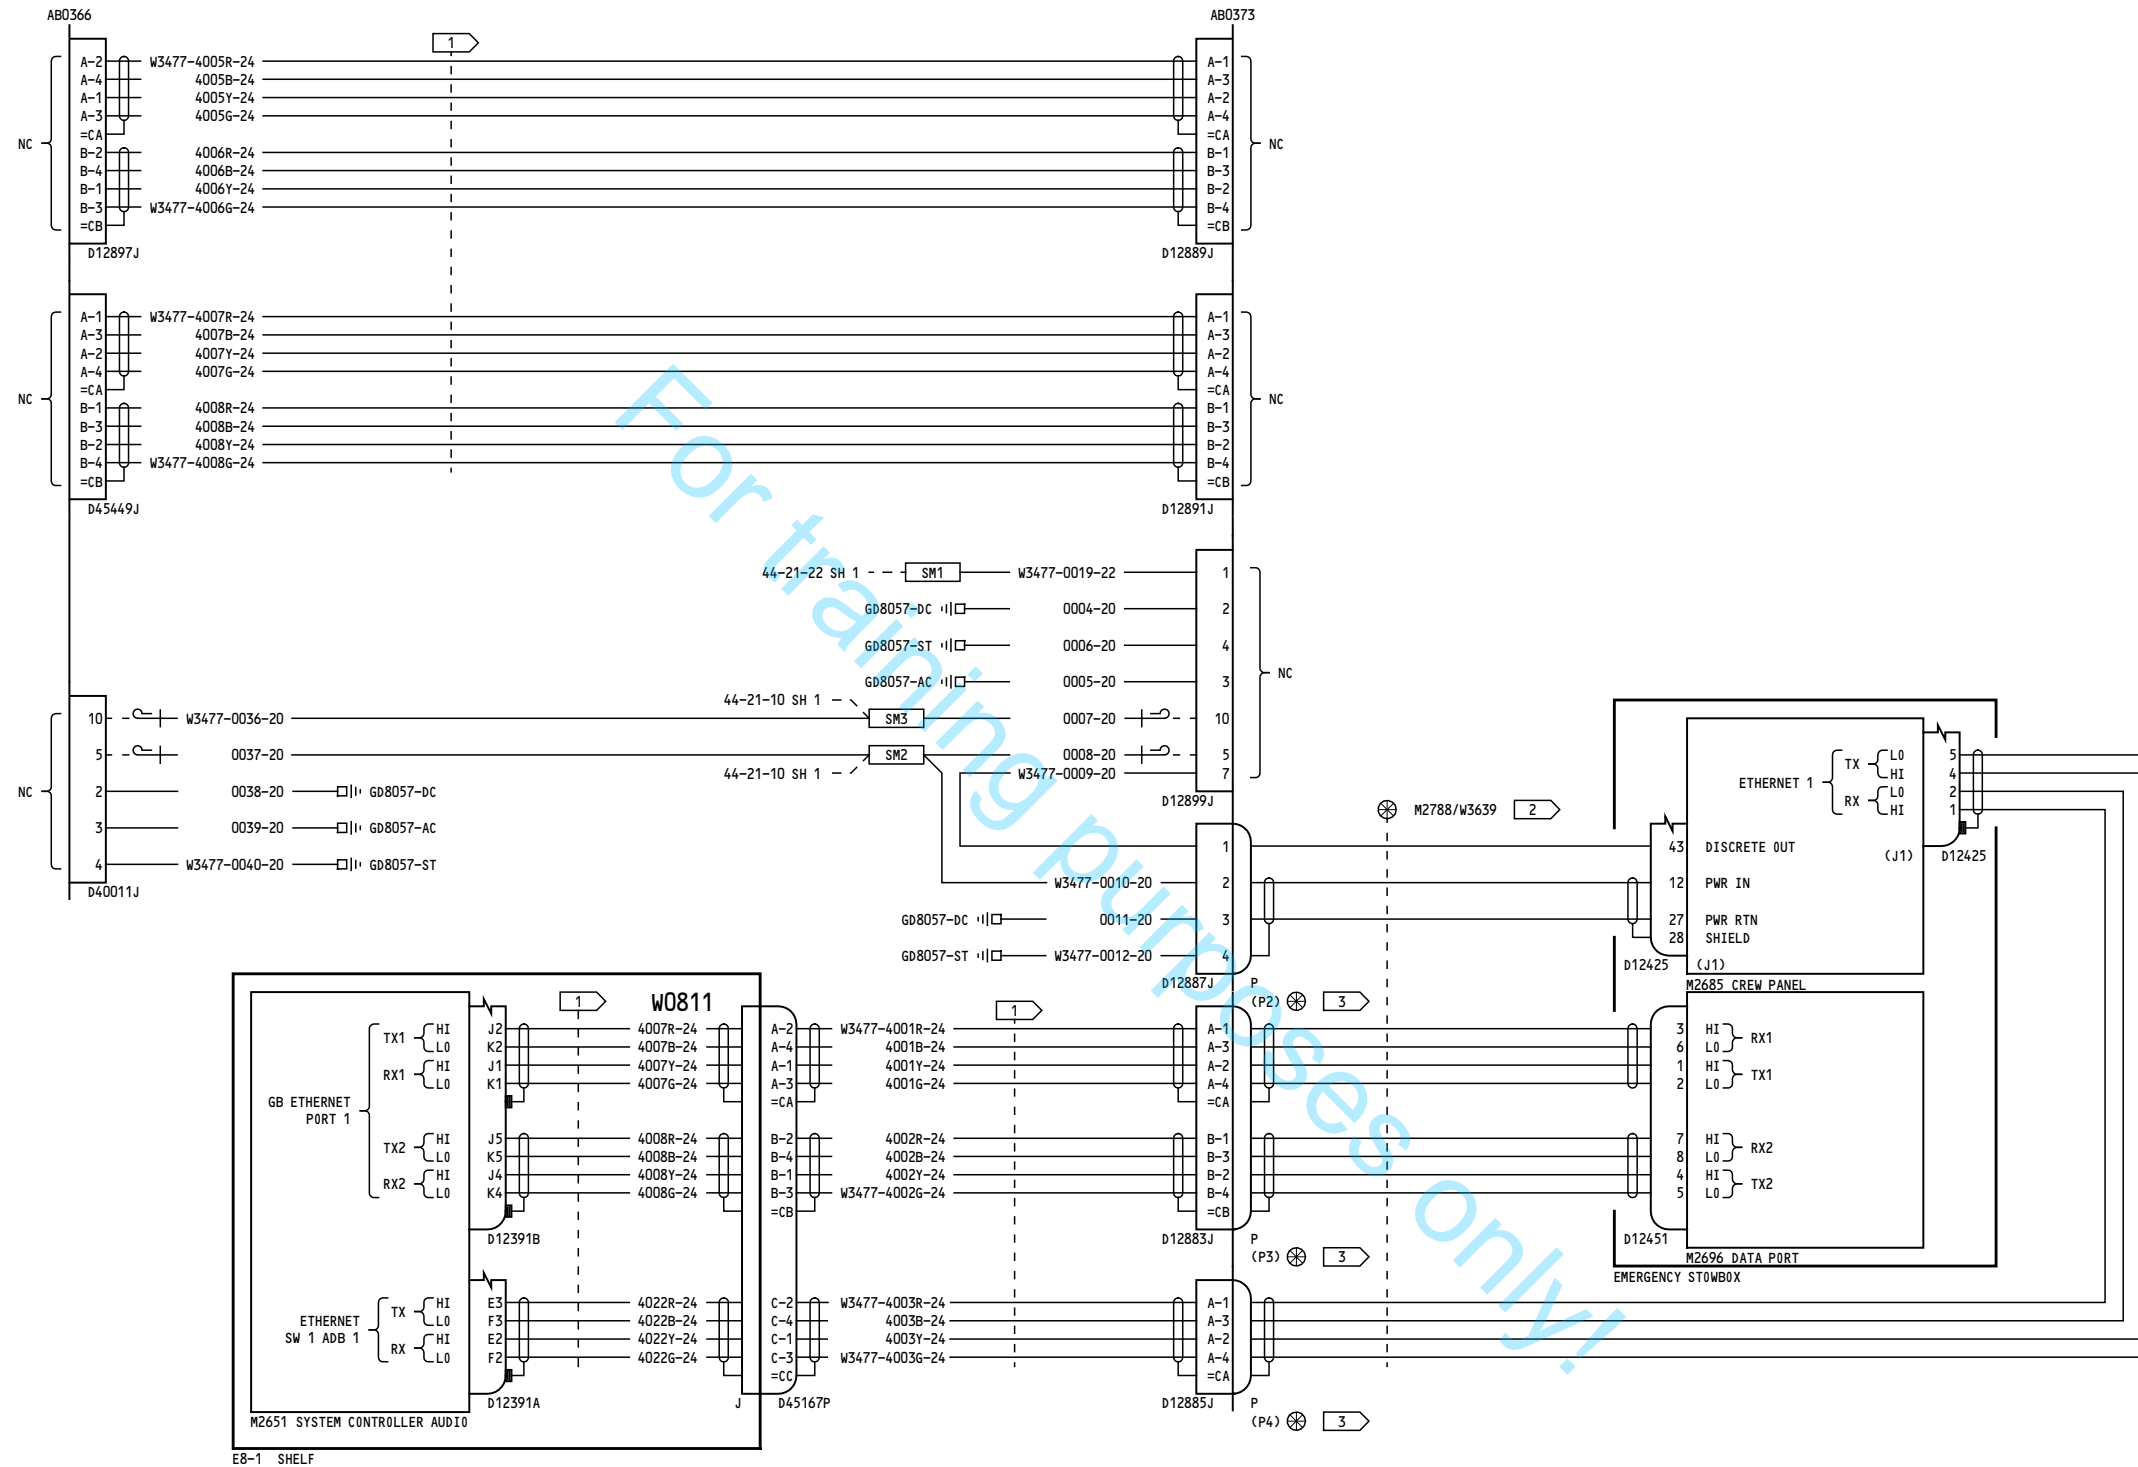 AB0366
AB0373
1
A-2 W3477-4005R-24 A-1
A-4 4005B-24 A-3
A-1 4005Y-24 A-2
A-3 4005G-24 A-4
=CA =CA
NC NC
B-2 4006R-24 B-1
B-4 4006B-24 B-3
B-1 4006Y-24 B-2
B-3 W3477-4006G-24 B-4
=CB =CB
D12897J D12889J
A-1 W3477-4007R-24 A-1
A-3 4007B-24 A-3
A-2 4007Y-24 A-2
A-4 4007G-24 A-4
=CA =CA
NC NC
B-1 4008R-24 B-1
B-3 4008B-24 B-3
B-2 4008Y-24 B-2
B-4 W3477-4008G-24 B-4
=CB =CB
D45449J D12891J
44-21-22 SH 1 SM1 W3477-0019-22 1
GD8057-DC 0004-20 2
GD8057-ST 0006-20 4
NC
GD8057-AC 0005-20 3
44-21-10 SH 1
10 W3477-0036-20 SM3 0007-20 10
5 0037-20 SM2 0008-20 5
44-21-10 SH 1 W3477-0009-20 7
NC
2 0038-20 GD8057-DC
D12899J
3 0039-20 GD8057-AC
4 W3477-0040-20 GD8057-ST
D40011J
M2788/W3639 2
ETHERNET 1
TX LO 5
HI 4
RX LO 2
HI 1
(J1) D12425
1 43 DISCRETE OUT
W3477-0010-20 2 12 PWR IN
GD8057-DC 0011-20 3 27 PWR RTN
28 SHIELD
GD8057-ST W3477-0012-20 4
D12425 (J1)
M2685 CREW PANEL
D12887J P
(P2) 3
1 W0811
1
TX1 HI J2 4007R-24 A-2 W3477-4001R-24 A-1 3 HI RX1
LO K2 4007B-24 A-4 4001B-24 A-3 6 LO
RX1 HI J1 4007Y-24 A-1 4001Y-24 A-2 1 HI TX1
LO K1 4007G-24 A-3 4001G-24 A-4 2 LO
GB ETHERNET
PORT 1
=CA =CA
TX2 HI J5 4008R-24 B-2 4002R-24 B-1 7 HI RX2
LO K5 4008B-24 B-4 4002B-24 B-3 8 LO
RX2 HI J4 4008Y-24 B-1 4002Y-24 B-2 4 HI TX2
LO K4 4008G-24 B-3 W3477-4002G-24 B-4 5 LO
=CB =CB
D12391B D12883J P D12451
(P3) 3
M2696 DATA PORT
EMERGENCY STOWBOX
ETHERNET
SW 1 ADB 1
TX HI E3 4022R-24 C-2 W3477-4003R-24 A-1
LO F3 4022B-24 C-4 4003B-24 A-3
RX HI E2 4022Y-24 C-1 4003Y-24 A-2
LO F2 4022G-24 C-3 W3477-4003G-24 A-4
=CC =CA
D12391A J D45167P D12885J P
M2651 SYSTEM CONTROLLER AUDIO
(P4) 3
E8-1 SHELF
For training purposes only!